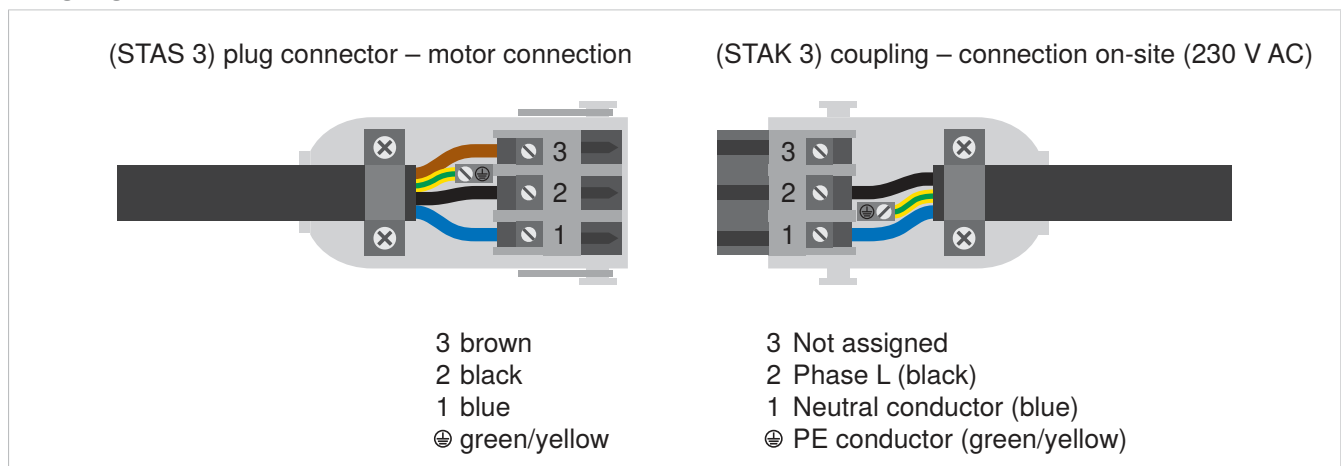 (STAS 3) plug connector – motor connection
(STAK 3) coupling – connection on-site (230 V AC)
3
2
1
3
2
1
3 brown
2 black
1 blue
⏚ green/yellow
3 Not assigned
2 Phase L (black)
1 Neutral conductor (blue)
⏚ PE conductor (green/yellow)